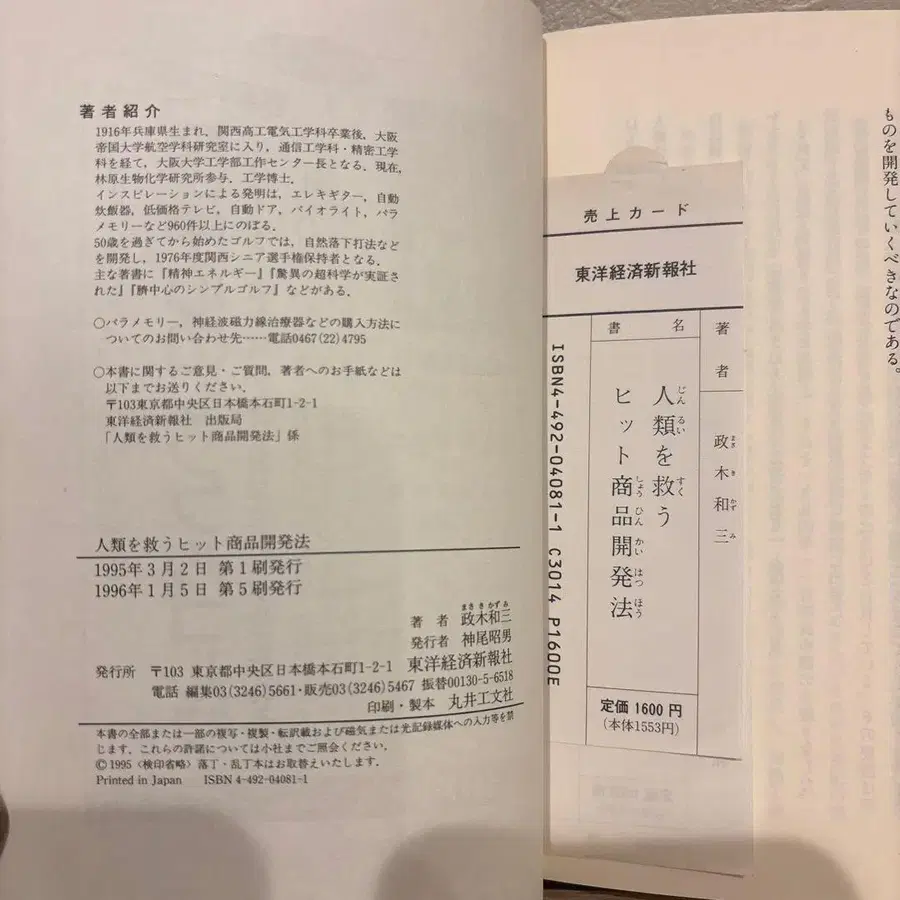 著者紹介
1916年兵庫県生まれ．関西高工電気工学科卒業後，大阪
帝国大学航空学科研究室に入り，通信工学科・精密工学
科を経て，大阪大学工学部工作センター長となる．現在，
林原生物化学研究所参与．工学博士．
インスピレーションによる発明は，エレキギター，自動
炊飯器，低価格テレビ，自動ドア，バイオライト，パラ
メモリーなど960件以上にのぼる．
50歳を過ぎてから始めたゴルフでは，自然落下打法など
を開発し，1976年度関西シニア選手権保持者となる．
主な著書に『精神エネルギー』『驚異の超科学が実証さ
れた』『臍中心のシンプルゴルフ』などがある．
○パラメモリー，神経波磁力線治療器などの購入方法に
ついてのお問い合わせ先……電話0467(22)4795
○本書に関するご意見・ご質問，著者へのお手紙などは
以下までお送りください．
〒103東京都中央区日本橋本石町1-2-1
東洋経済新報社　出版局
「人類を救うヒット商品開発法」係
人類を救うヒット商品開発法
1995年3月2日 第1刷発行
1996年1月5日 第5刷発行
まさ き かず み
著 者 政木和三
発行者 神尾昭男
発行所 〒103 東京都中央区日本橋本石町1-2-1 東洋経済新報社
電話 編集03(3246)5661・販売03(3246)5467 振替00130-5-6518
印刷・製本 丸井工文社
本書の全部または一部の複写・複製・転訳載および磁気または光記録媒体への入力等を禁
じます．これらの許諾については小社までご照会ください．
©1995〈検印省略〉落丁・乱丁本はお取替えいたします．
Printed in Japan ISBN 4-492-04081-1
ものを開発していくべきなのである。
売上カード
東洋経済新報社
著者
政木和三
まさ き かず み
書名
人類を救う
じん るい すく
ヒット商品開発法
しょう ひん かい はつ ほう
ISBN4-492-04081-1 C3014 P1600E
定価 1600円
(本体1553円)